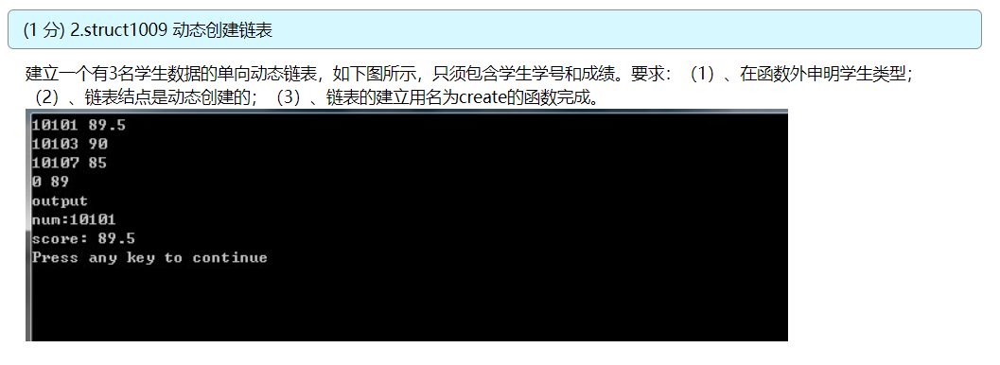 (1 分) 2.struct1009 动态创建链表
建立一个有3名学生数据的单向动态链表，如下图所示，只须包含学生学号和成绩。要求：（1）、在函数外申明学生类型；
（2）、链表结点是动态创建的；（3）、链表的建立用名为create的函数完成。
10101 89.5
10103 90
10107 85
0 89
output
num:10101
score: 89.5
Press any key to continue